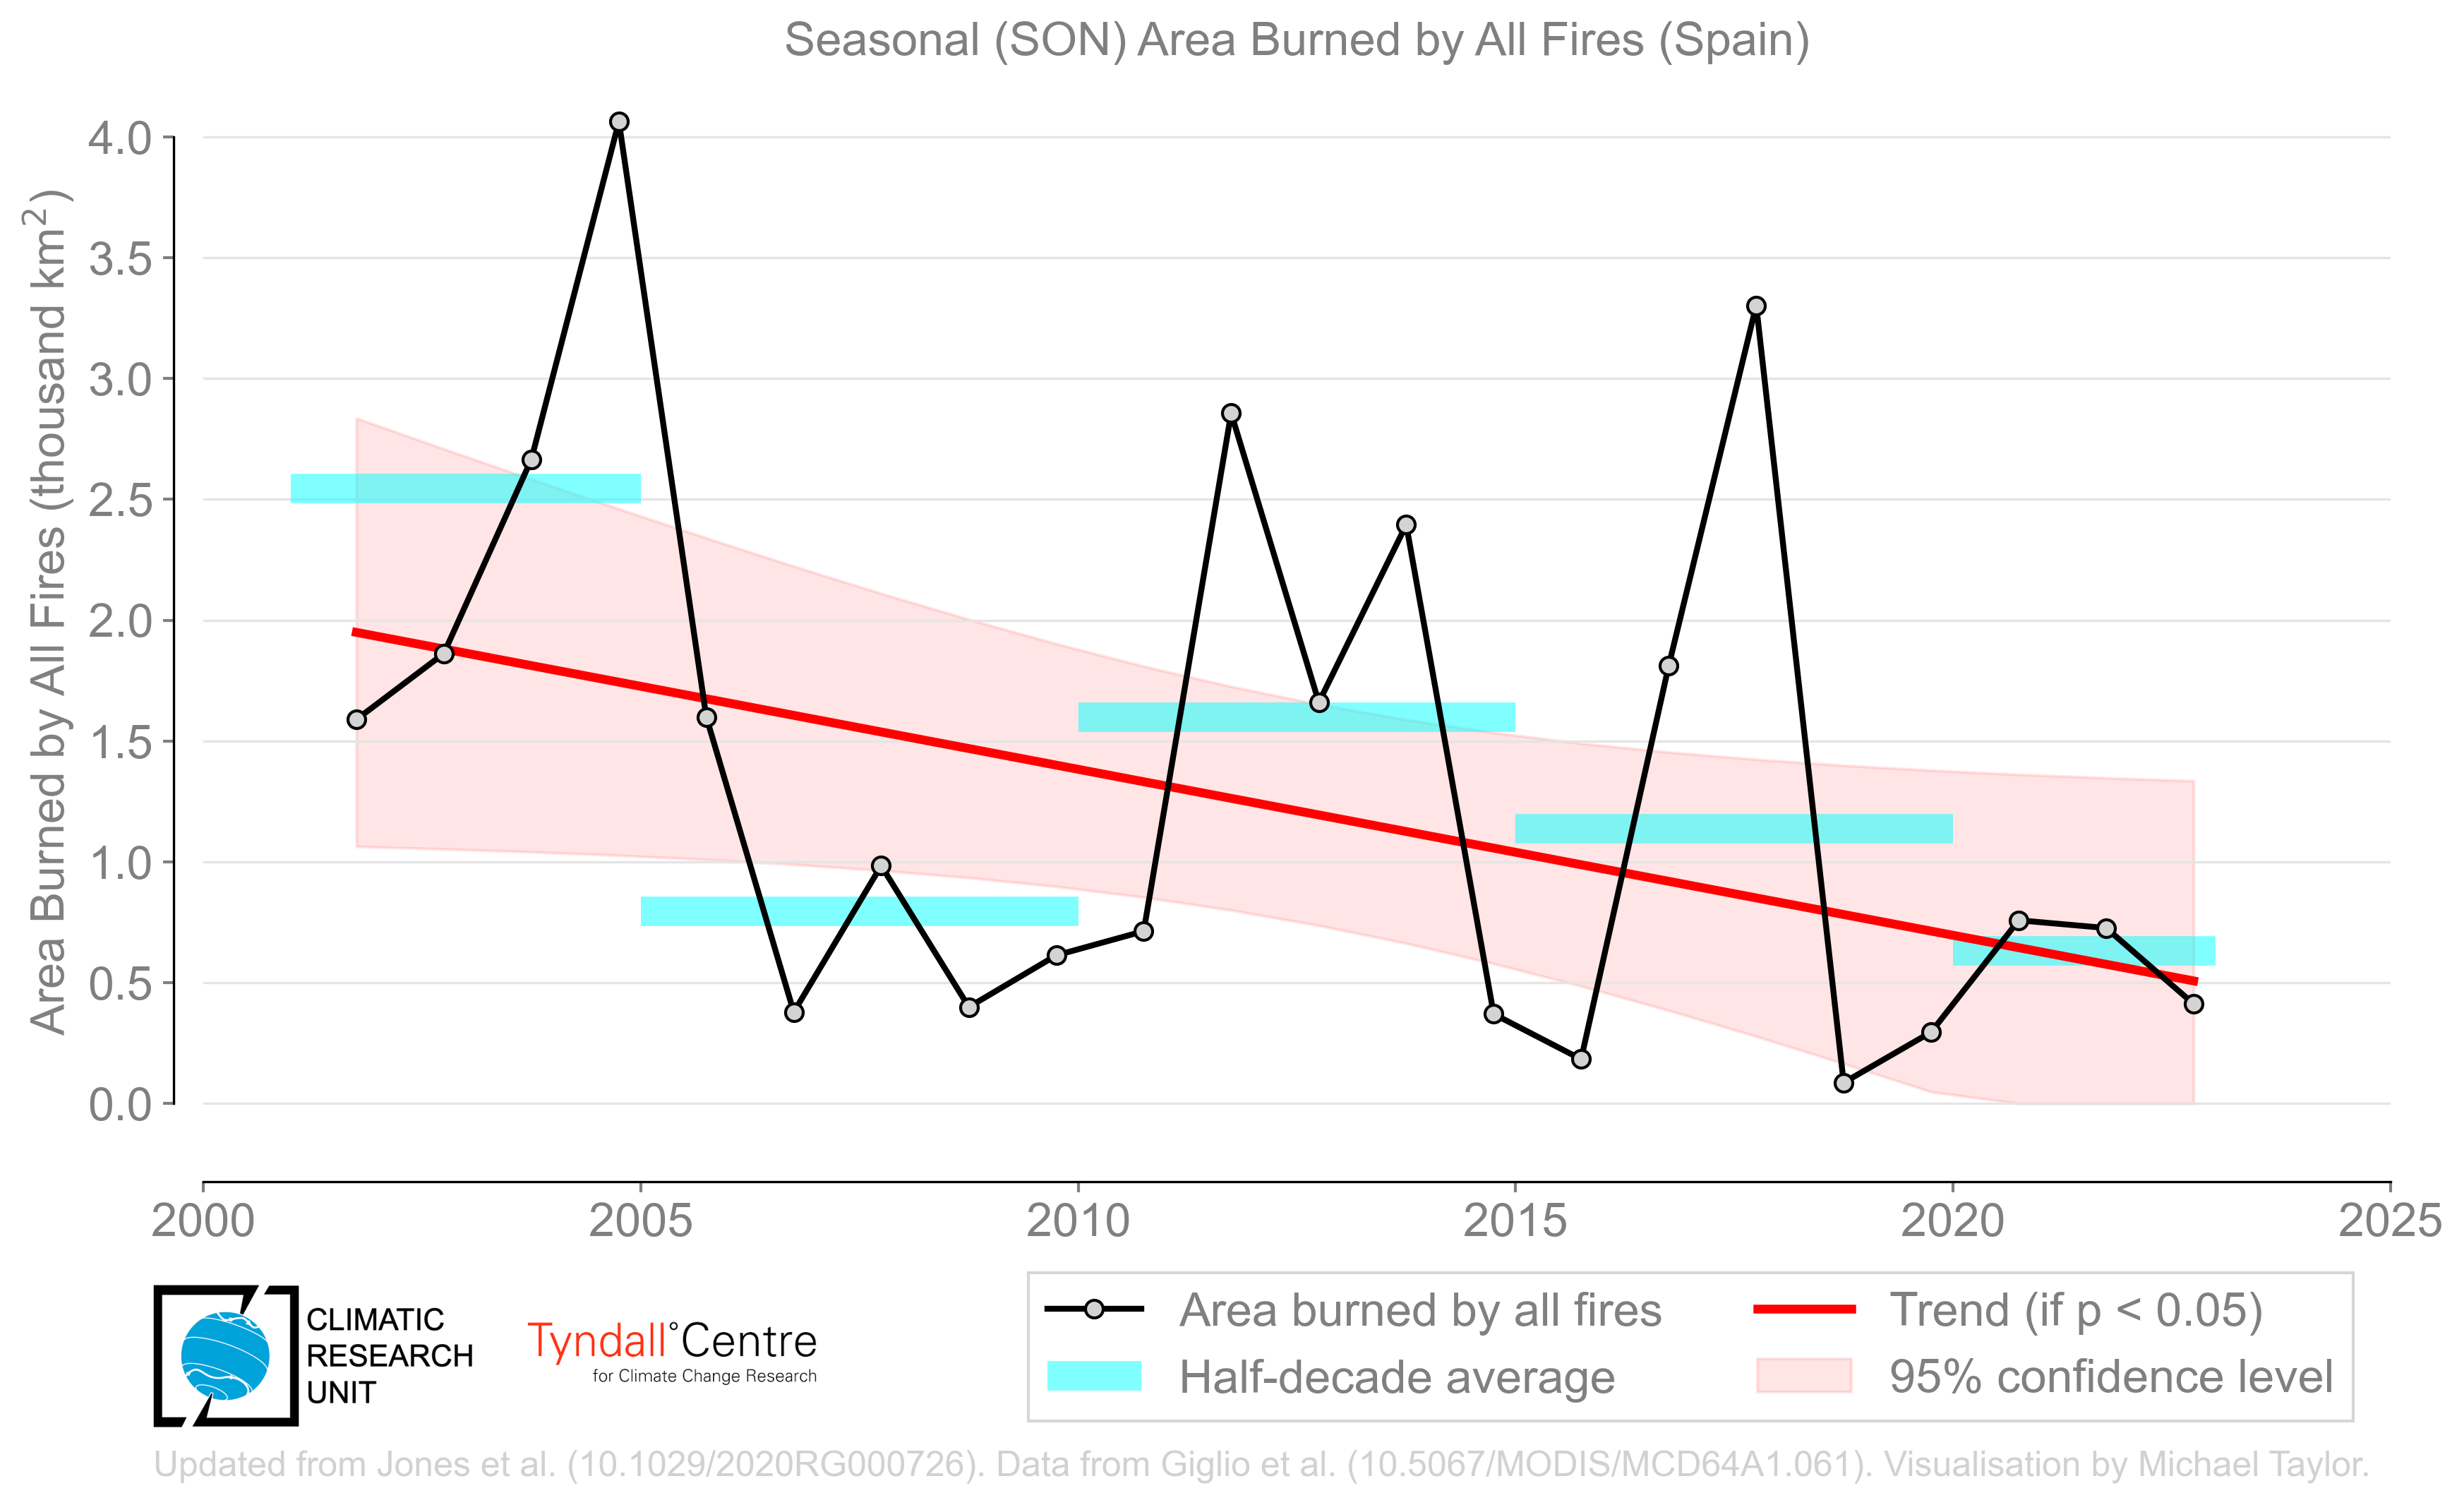 Seasonal (SON) Area Burned by All Fires (Spain)
Area Burned by All Fires (thousand km²)
4.0
3.5
3.0
2.5
2.0
1.5
1.0
0.5
0.0
2000 2005 2010 2015 2020 2025
CLIMATIC
RESEARCH
UNIT
Tyndall°Centre
for Climate Change Research
Area burned by all fires
Half-decade average
Trend (if p < 0.05)
95% confidence level
Updated from Jones et al. (10.1029/2020RG000726). Data from Giglio et al. (10.5067/MODIS/MCD64A1.061). Visualisation by Michael Taylor.